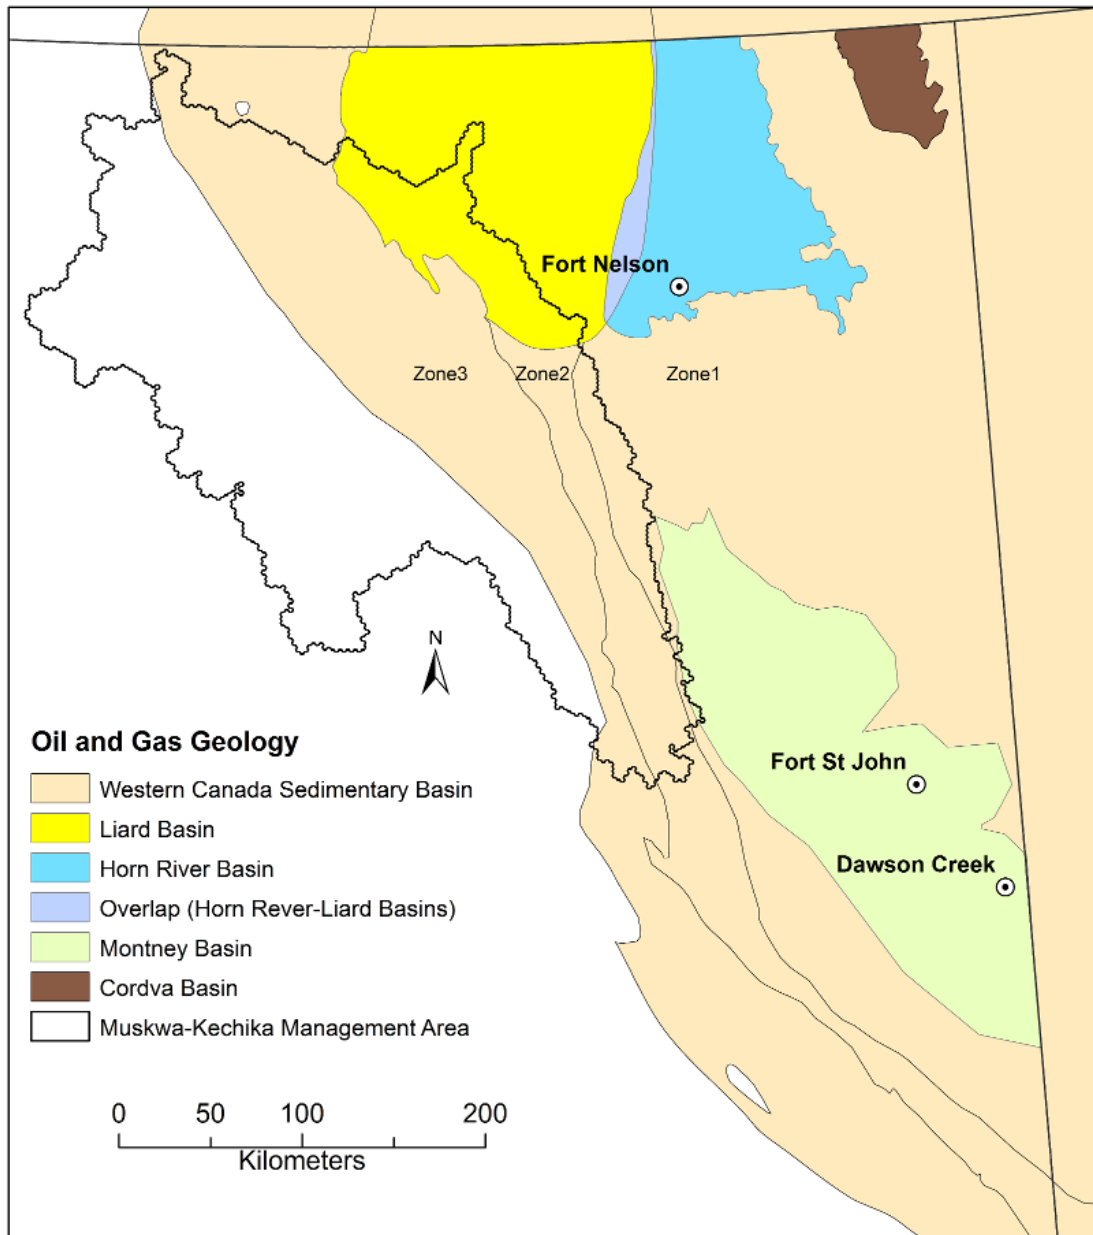 Fort Nelson
Zone3
Zone2
Zone1
N
Oil and Gas Geology
Western Canada Sedimentary Basin
Liard Basin
Horn River Basin
Overlap (Horn Rever-Liard Basins)
Montney Basin
Cordva Basin
Muskwa-Kechika Management Area
Fort St John
Dawson Creek
0 50 100 200
Kilometers